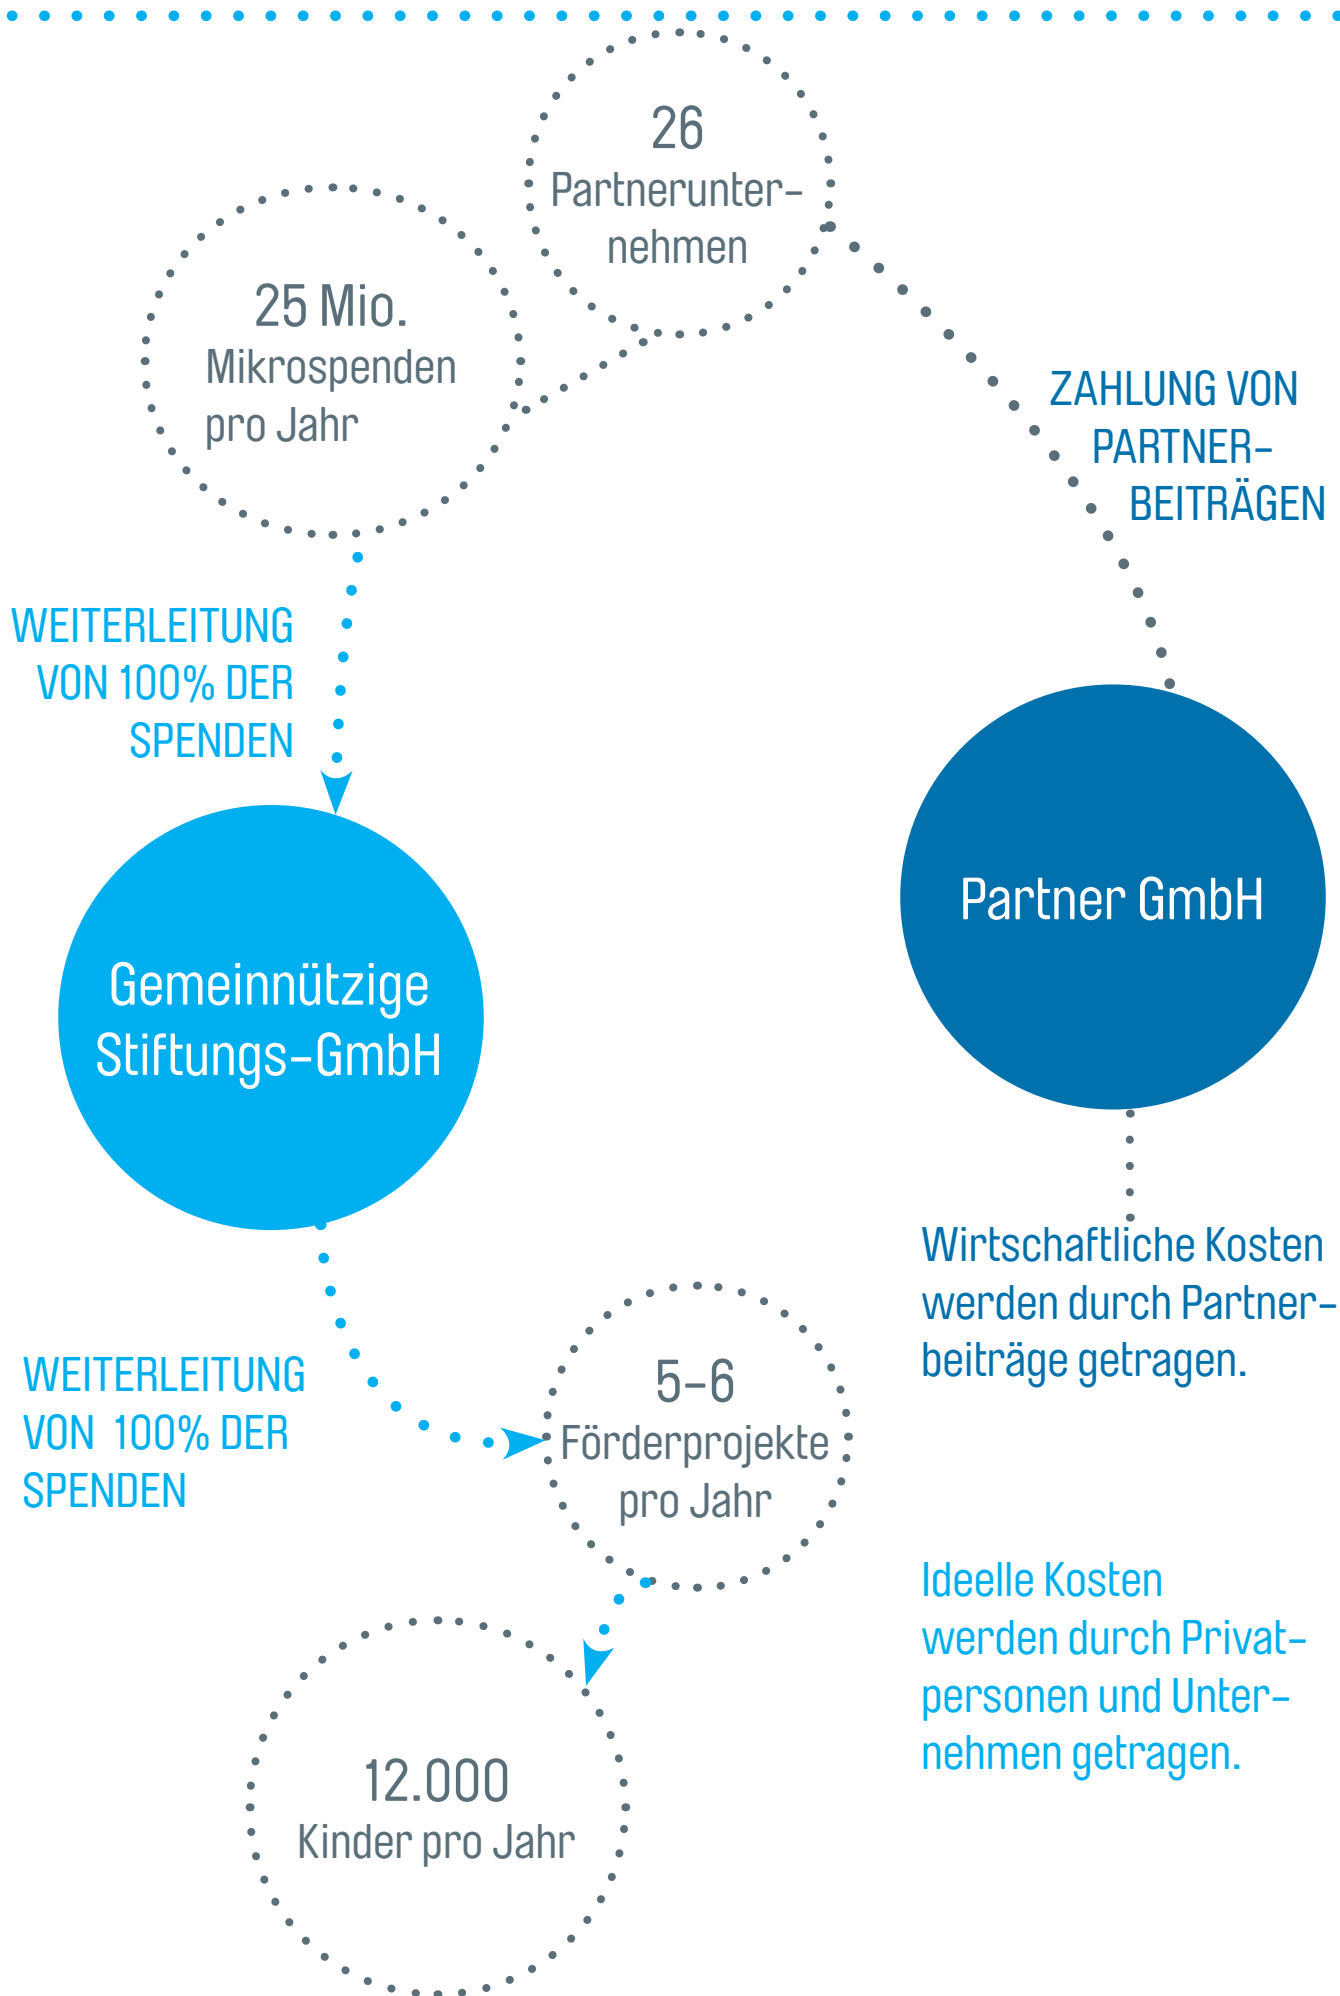 26
Partnerunter-
nehmen
25 Mio.
Mikrospenden
pro Jahr
ZAHLUNG VON
PARTNER-
BEITRÄGEN
WEITERLEITUNG
VON 100% DER
SPENDEN
Partner GmbH
Gemeinnützige
Stiftungs-GmbH
Wirtschaftliche Kosten
werden durch Partner-
beiträge getragen.
WEITERLEITUNG
VON 100% DER
SPENDEN
5-6
Förderprojekte
pro Jahr
Ideelle Kosten
werden durch Privat-
personen und Unter-
nehmen getragen.
12.000
Kinder pro Jahr